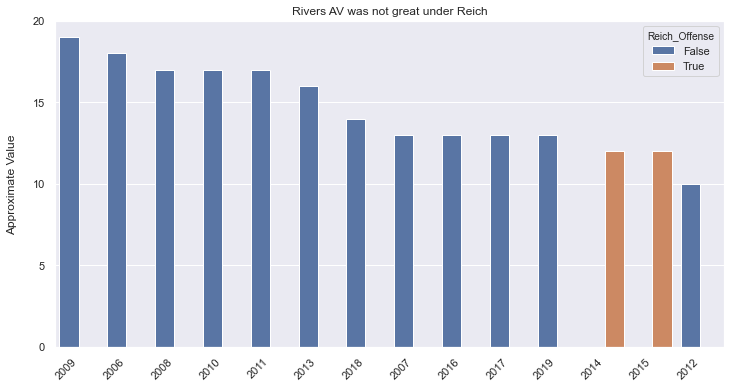 Rivers AV was not great under Reich
Reich_Offense
False
True
Approximate Value
20
15
10
5
0
2009 2006 2008 2010 2011 2013 2018 2007 2016 2017 2019 2014 2015 2012